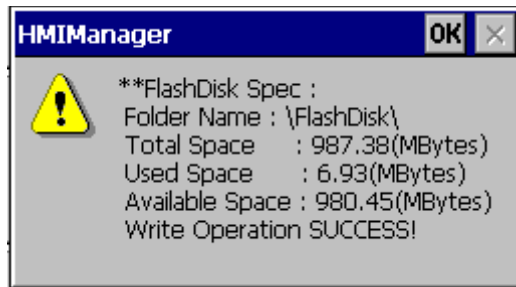 HMIManager OK
**FlashDisk Spec :
Folder Name : \FlashDisk\
Total Space : 987.38(MBytes)
Used Space : 6.93(MBytes)
Available Space : 980.45(MBytes)
Write Operation SUCCESS!